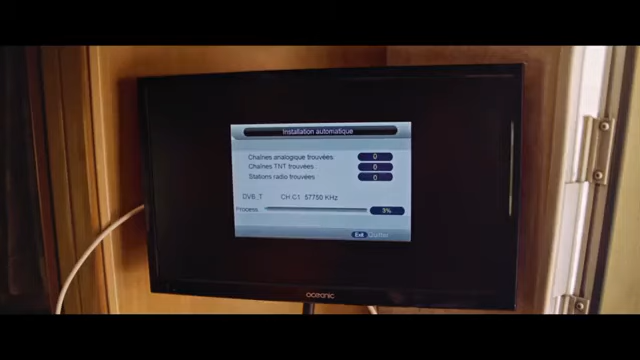 Installation automatique
Chaînes analogique trouvées 0
Chaînes TNT trouvées: 0
Stations radio trouvées 0
DVB_T CH C1 57750 KHz
Process 3%
Exit Quitter
OCEANIC